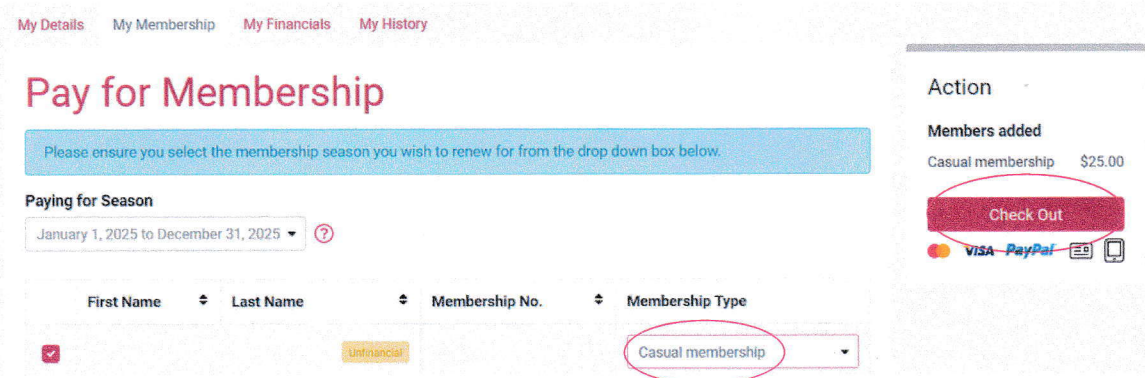 My Details My Membership My Financials My History
Pay for Membership
Please ensure you select the membership season you wish to renew for from the drop down box below.
Paying for Season
January 1, 2025 to December 31, 2025 ?
First Name Last Name Membership No. Membership Type
Unfinancial Casual membership
Action
Members added
Casual membership $25.00
Check Out
VISA PayPal